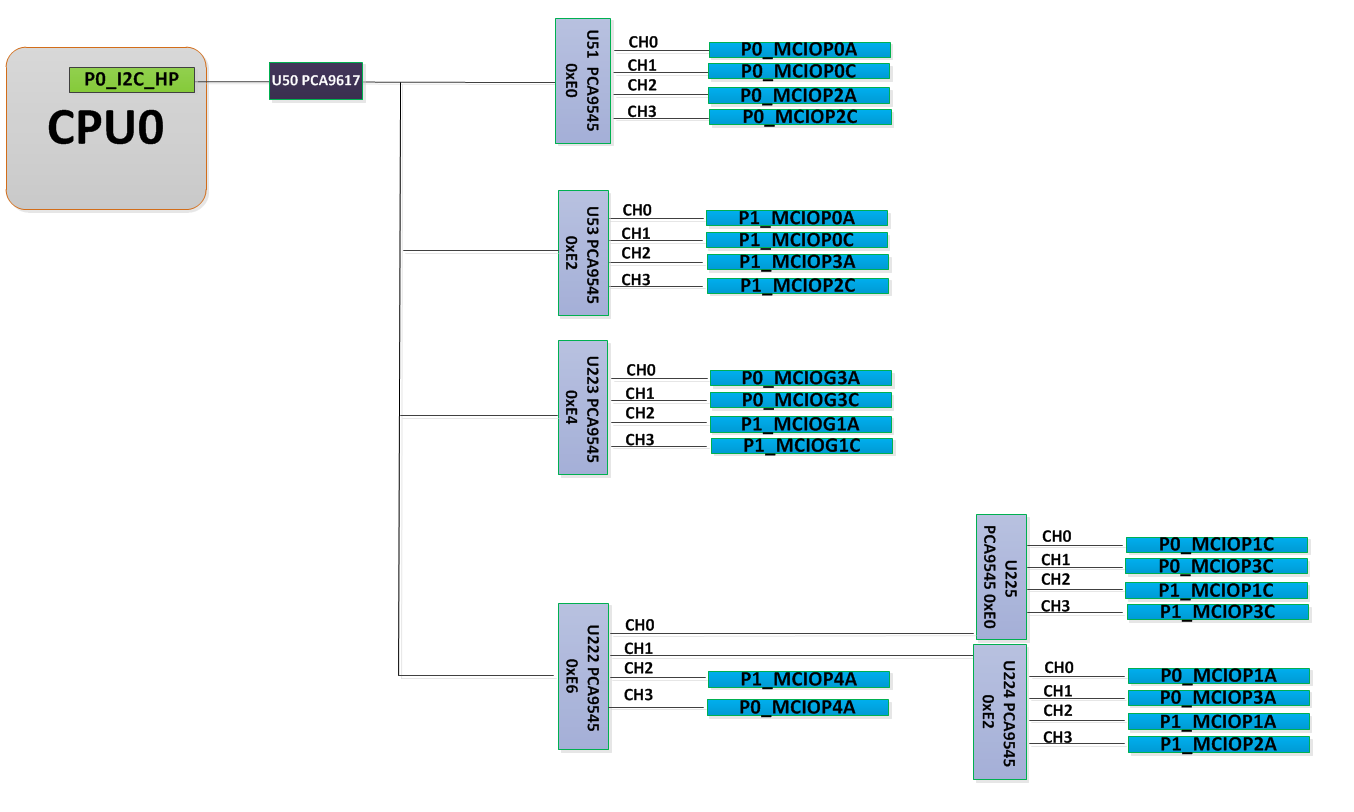 P0_I2C_HP
CPU0
U50 PCA9617
U51 PCA9545
0xE0
CH0
P0_MCIOP0A
CH1
P0_MCIOP0C
CH2
P0_MCIOP2A
CH3
P0_MCIOP2C
U53 PCA9545
0xE2
CH0
P1_MCIOP0A
CH1
P1_MCIOP0C
CH2
P1_MCIOP3A
CH3
P1_MCIOP2C
U223 PCA9545
0xE4
CH0
P0_MCIOG3A
CH1
P0_MCIOG3C
CH2
P1_MCIOG1A
CH3
P1_MCIOG1C
U222 PCA9545
0xE6
CH0
CH1
CH2
P1_MCIOP4A
CH3
P0_MCIOP4A
U225
PCA9545 0xE0
CH0
P0_MCIOP1C
CH1
P0_MCIOP3C
CH2
P1_MCIOP1C
CH3
P1_MCIOP3C
U224 PCA9545
0xE2
CH0
P0_MCIOP1A
CH1
P0_MCIOP3A
CH2
P1_MCIOP1A
CH3
P1_MCIOP2A